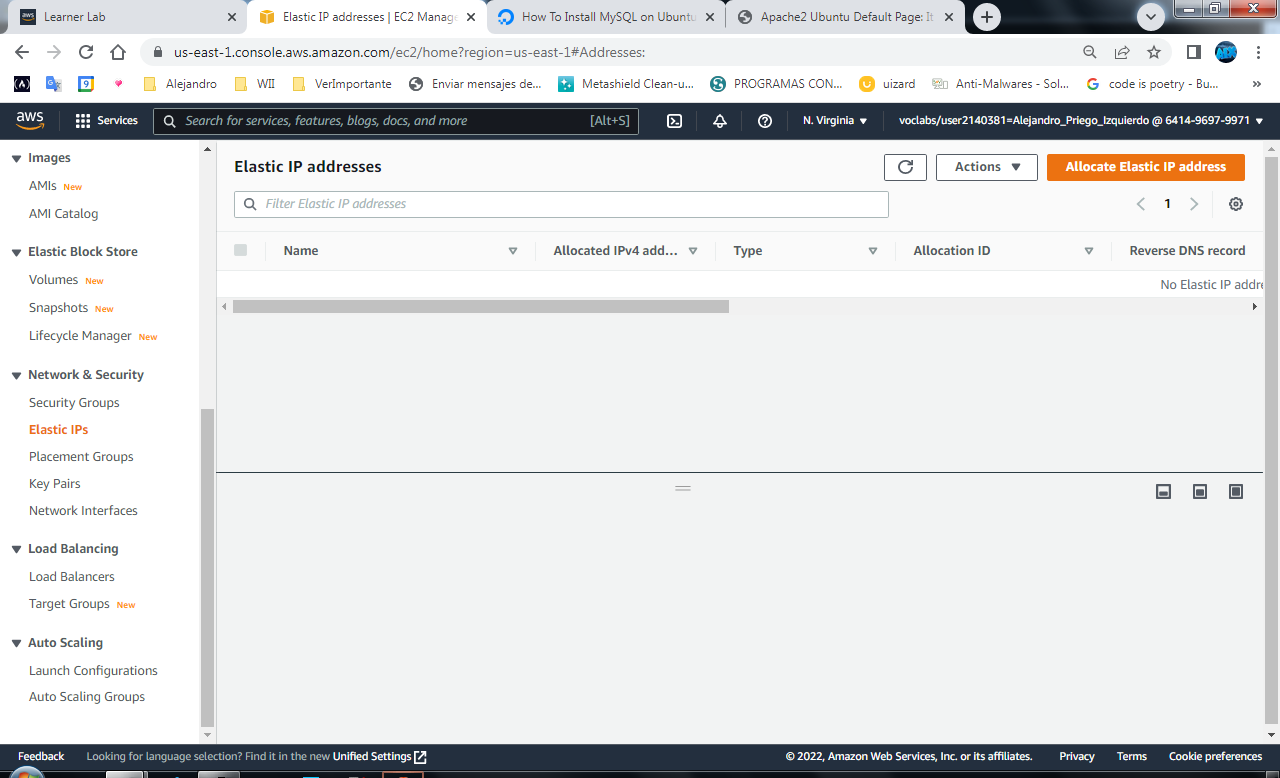 Learner Lab
Elastic IP addresses | EC2 Manage
How To Install MySQL on Ubuntu
Apache2 Ubuntu Default Page: It
us-east-1.console.aws.amazon.com/ec2/home?region=us-east-1#Addresses:
Alejandro
WII
VerImportante
Enviar mensajes de...
Metashield Clean-u...
PROGRAMAS CON...
uizard
Anti-Malwares - Sol...
code is poetry - Bu...
»
aws
Services
Search for services, features, blogs, docs, and more
[Alt+S]
N. Virginia
voclabs/user2140381=Alejandro_Priego_Izquierdo @ 6414-9697-9971
Images
AMIs New
AMI Catalog
Elastic Block Store
Volumes New
Snapshots New
Lifecycle Manager New
Network & Security
Security Groups
Elastic IPs
Placement Groups
Key Pairs
Network Interfaces
Load Balancing
Load Balancers
Target Groups New
Auto Scaling
Launch Configurations
Auto Scaling Groups
Elastic IP addresses
Actions
Allocate Elastic IP address
Filter Elastic IP addresses
1
Name
Allocated IPv4 add...
Type
Allocation ID
Reverse DNS record
No Elastic IP addre
Feedback
Looking for language selection? Find it in the new Unified Settings
© 2022, Amazon Web Services, Inc. or its affiliates.
Privacy
Terms
Cookie preferences